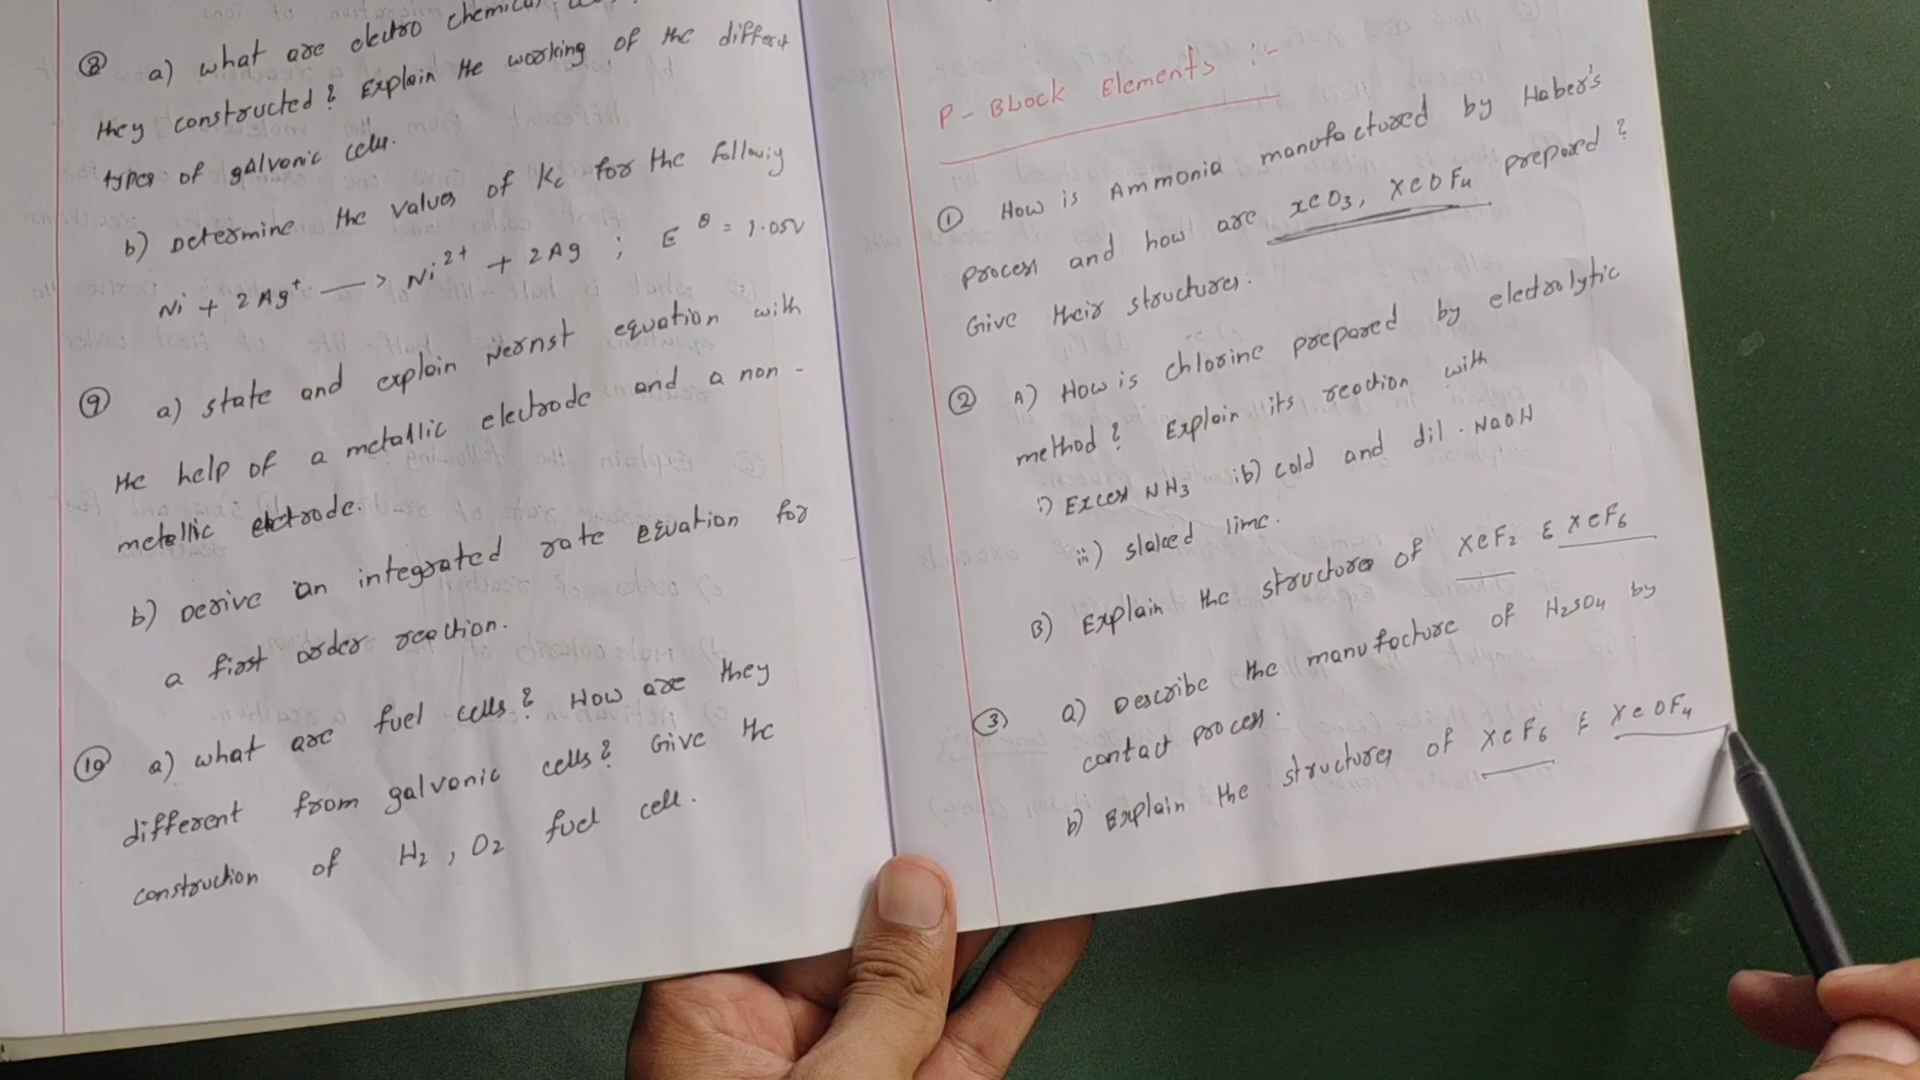 ⑧ a) what are electro chemical
they constructed? Explain the working of the different
types of galvanic cells.
b) Determine the values of Kc for the following
Ni + 2Ag+ → Ni2+ + 2Ag ; E θ = 1.05V
⑨ a) state and explain Nernst equation with
the help of a metallic electrode and a non-
metallic electrode.
b) Derive an integrated rate equation for
a first order reaction.
⑩ a) what are fuel cells? How are they
different from galvanic cells? Give the
construction of H2, O2 fuel cell.
P-Block Elements :-
① How is Ammonia manufactured by Haber's
process and how are XeO3, XeOF4 prepared?
Give their structures.
② A) How is chlorine prepared by electrolytic
method? Explain its reaction with
i) Excess NH3 ib) cold and dil. NaOH
iii) slaked lime.
B) Explain the structures of XeF2 & XeF6
③ a) Describe the manufacture of H2SO4 by
contact process.
b) Explain the structures of XeF6 & XeOF4